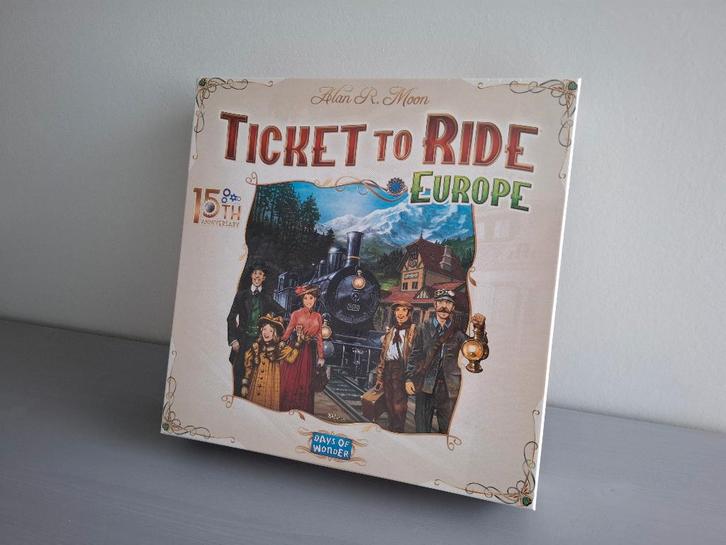 Alan R. Moon
TICKET TO RIDE
EUROPE
15TH
ANNIVERSARY
DAYS OF
WONDER